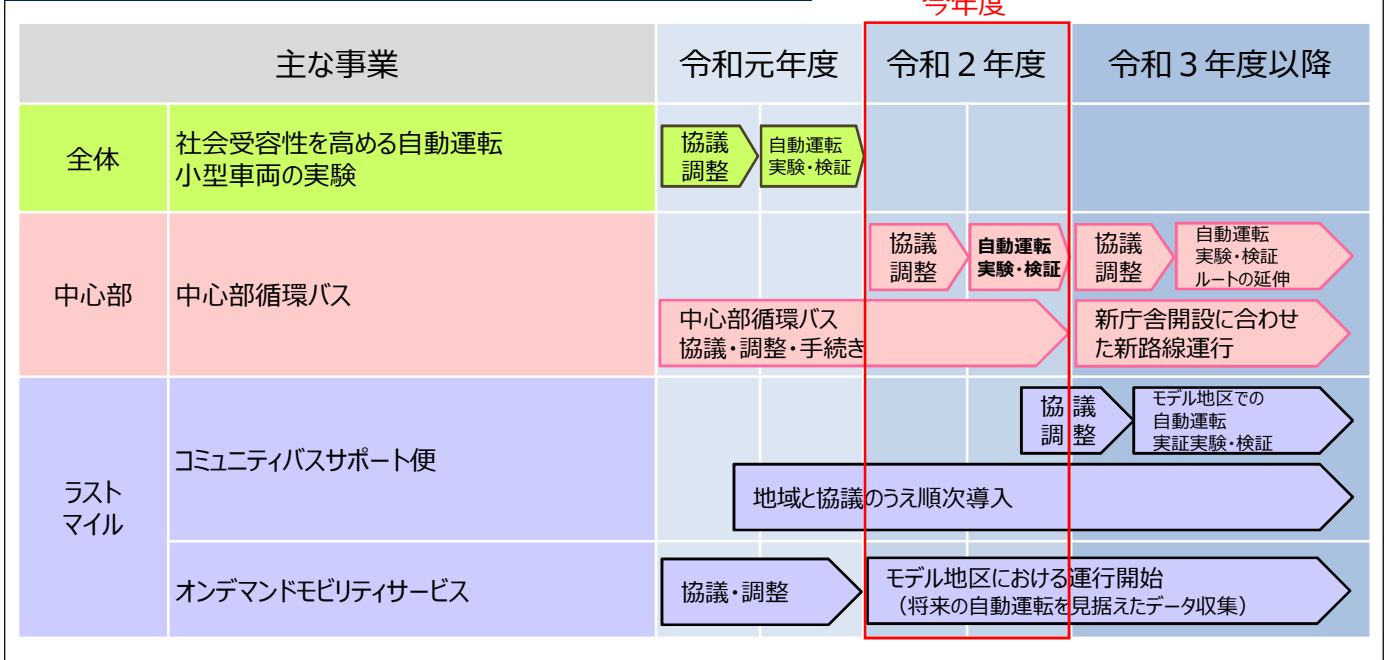 今年度
主な事業
令和元年度
令和２年度
令和３年度以降
全体
社会受容性を高める自動運転
小型車両の実験
協議
調整
自動運転
実験・検証
中心部
中心部循環バス
協議
調整
自動運転
実験・検証
協議
調整
自動運転
実験・検証
ルートの延伸
中心部循環バス
協議・調整・手続き
新庁舎開設に合わせ
た新路線運行
ラスト
マイル
コミュニティバスサポート便
協議
調整
モデル地区での
自動運転
実証実験・検証
地域と協議のうえ順次導入
オンデマンドモビリティサービス
協議・調整
モデル地区における運行開始
（将来の自動運転を見据えたデータ収集）